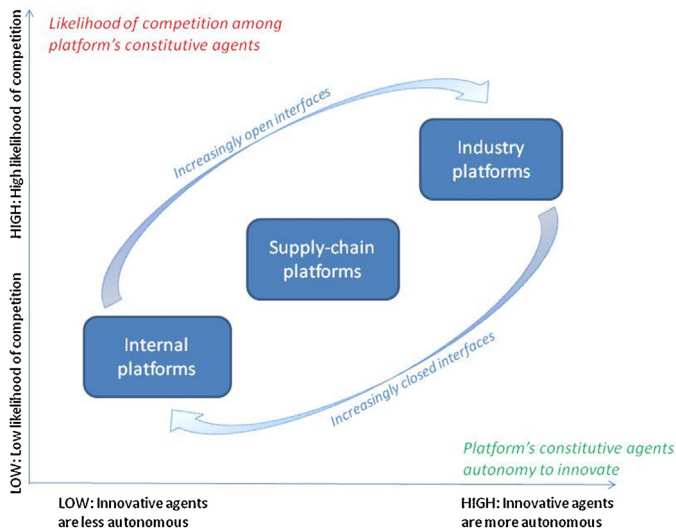 Likelihood of competition among
platform's constitutive agents
HIGH: High likelihood of competition
LOW: Low likelihood of competition
Increasingly open interfaces
Industry
platforms
Supply-chain
platforms
Internal
platforms
Increasingly closed interfaces
Platform's constitutive agents
autonomy to innovate
LOW: Innovative agents
are less autonomous
HIGH: Innovative agents
are more autonomous